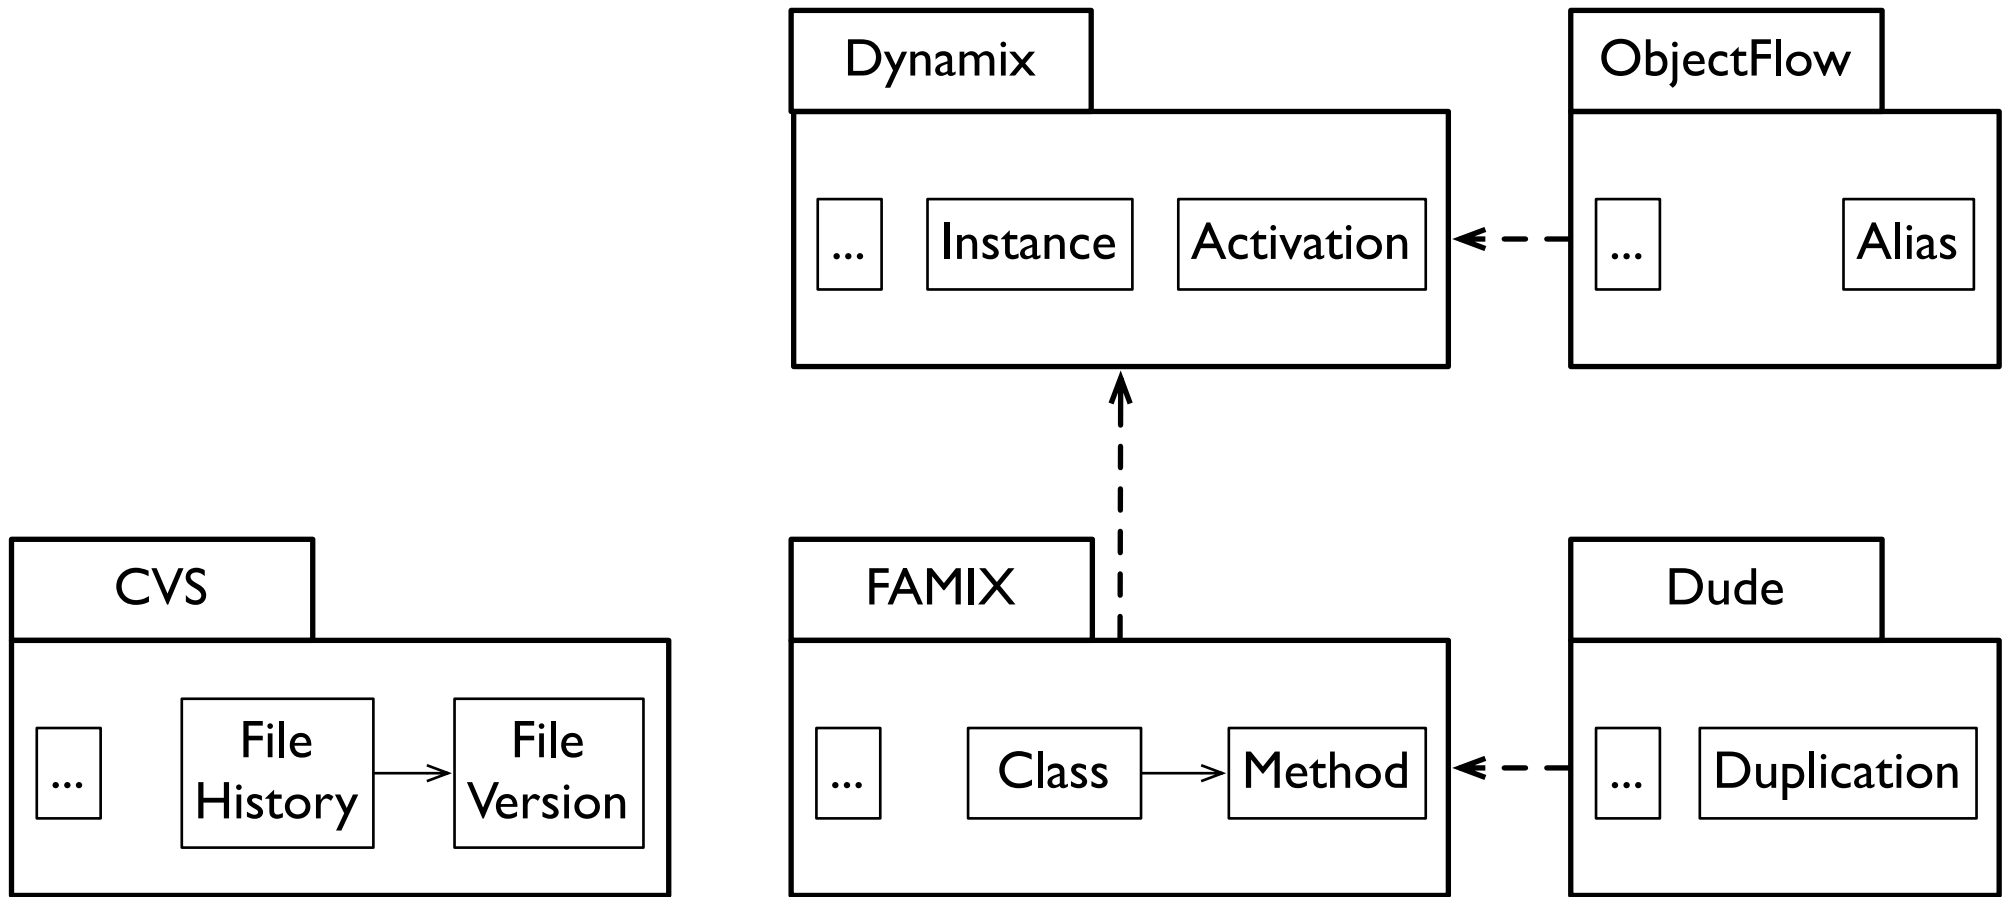 Dynamix
ObjectFlow
...
Instance
Activation
...
Alias
CVS
FAMIX
Dude
...
File
History
File
Version
...
Class
Method
...
Duplication